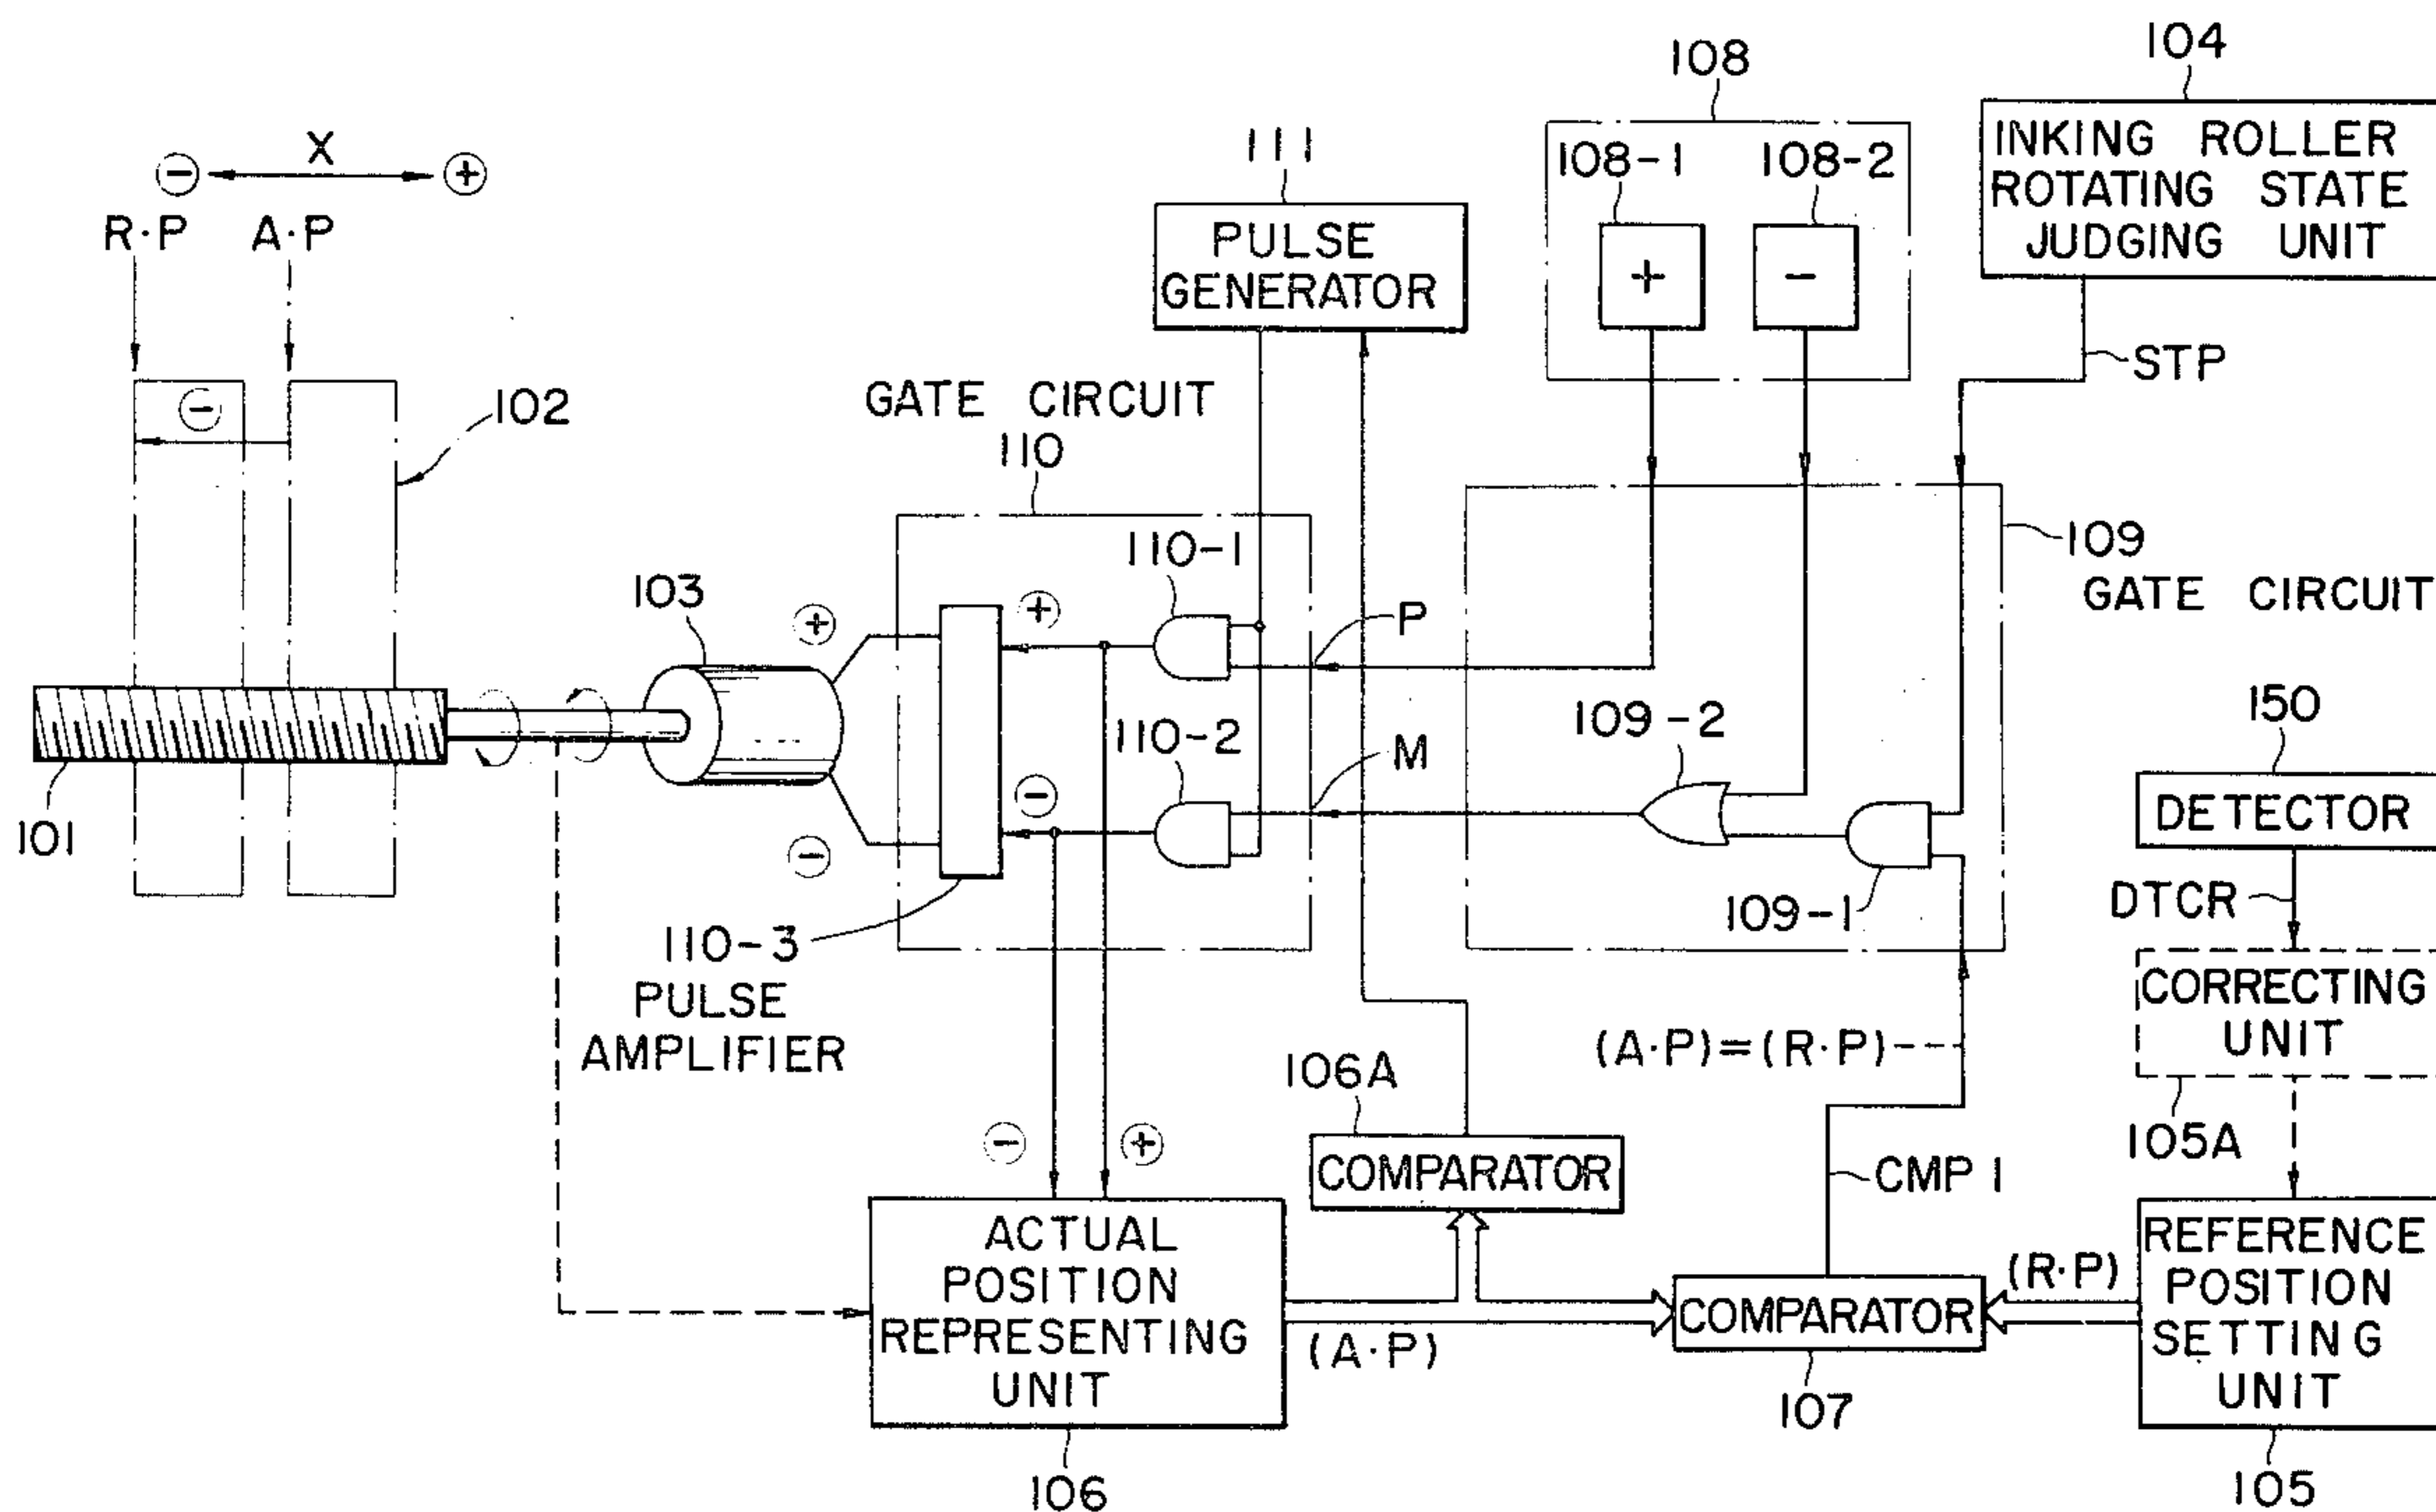 104
108
INKING ROLLER
ROTATING STATE
JUDGING UNIT
111
108-1
108-2
X
⊖
⊕
R·P
A·P
PULSE
GENERATOR
+
-
STP
⊖
102
GATE CIRCUIT
110
109
GATE CIRCUIT
110-1
103
⊕
⊕
P
150
109-2
110-2
M
DETECTOR
101
⊖
⊖
109-1
DTCR
110-3
PULSE
AMPLIFIER
CORRECTING
UNIT
(A·P)=(R·P)
106A
105A
⊖
⊕
COMPARATOR
CMP 1
ACTUAL
POSITION
REPRESENTING
UNIT
(A·P)
COMPARATOR
(R·P)
REFERENCE
POSITION
SETTING
UNIT
107
106
105